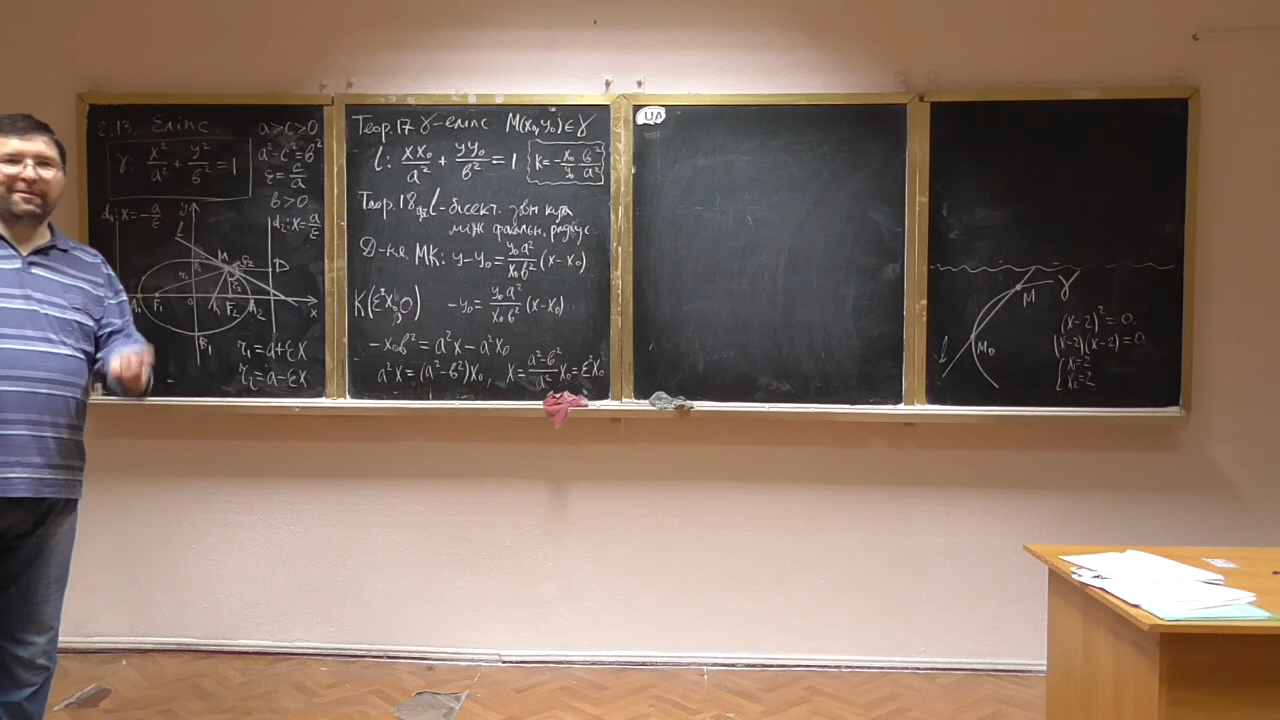 2.13. Еліпс.
γ: x²/a² + y²/b² = 1
a>c>0
a²-c²=b²
ε=c/a
b>0
d₁: x=-a/ε
d₂: x=a/ε
y
l
M
D
A₁ F₁ 0 K F₂ A₂ x
B₁
r₁=a+εx
r₂=a-εx
Теор.17 γ-еліпс M(x₀,y₀)∈γ
l: xx₀/a² + yy₀/b² = 1
k=-x₀/y₀ b²/a²
Теор.18 l-бісект. зовн кута
між фокальн. радіус.
Д-ня. MK: y-y₀=y₀a²/x₀b² (x-x₀)
K(ε²x₀, 0) -y₀=y₀a²/x₀b² (x-x₀)
-x₀b²=a²x-a²x₀
a²x=(a²-b²)x₀, x=a²-b²/a² x₀=ε²x₀
UA
M γ
M₀
l
(x-2)²=0
(x-2)(x-2)=0
x₁=2
x₂=2